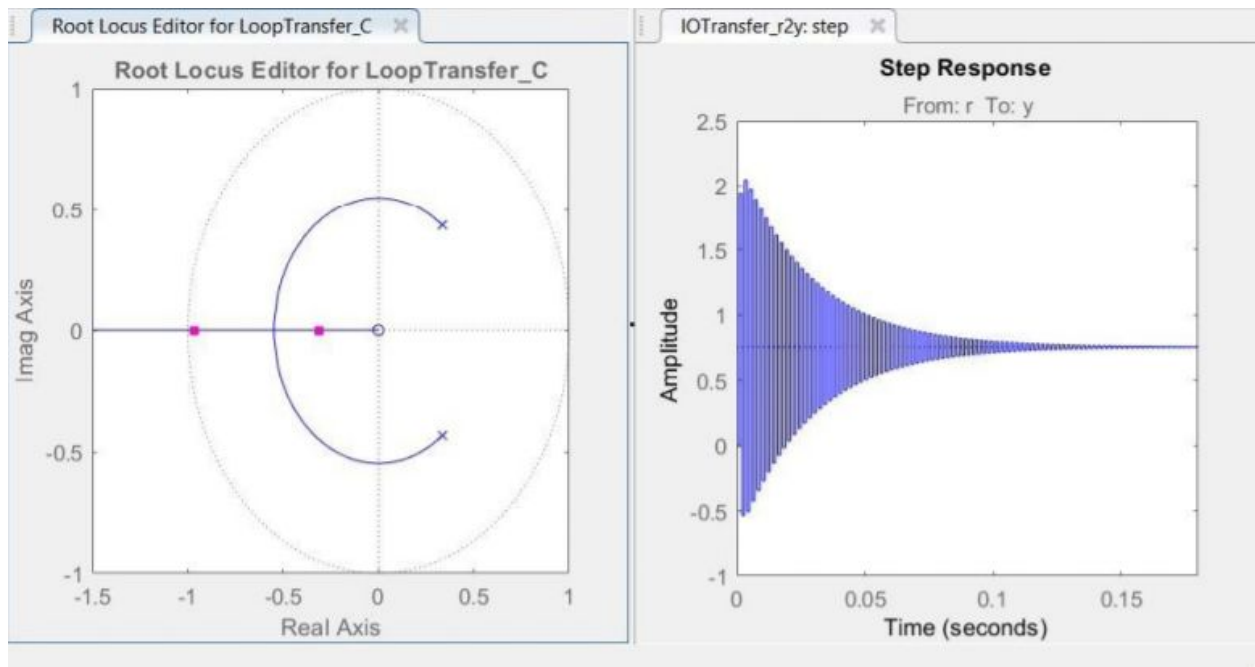 Root Locus Editor for LoopTransfer_C
Root Locus Editor for LoopTransfer_C
1
0.5
0
-0.5
-1
Imag Axis
-1.5 -1 -0.5 0 0.5 1
Real Axis
IOTransfer_r2y: step
Step Response
From: r To: y
2.5
2
1.5
1
0.5
0
-0.5
-1
Amplitude
0 0.05 0.1 0.15
Time (seconds)